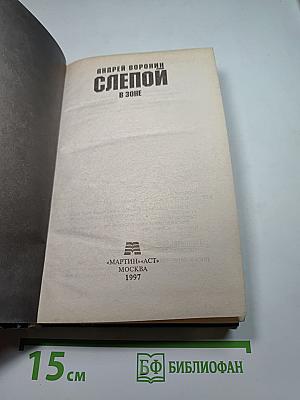 АНДРЕЙ ВОРОНИН
СЛЕПОЙ
В ЗОНЕ
«МАРТИН»«АСТ»
МОСКВА
1997
15 см
БФ БИБЛИОФАН